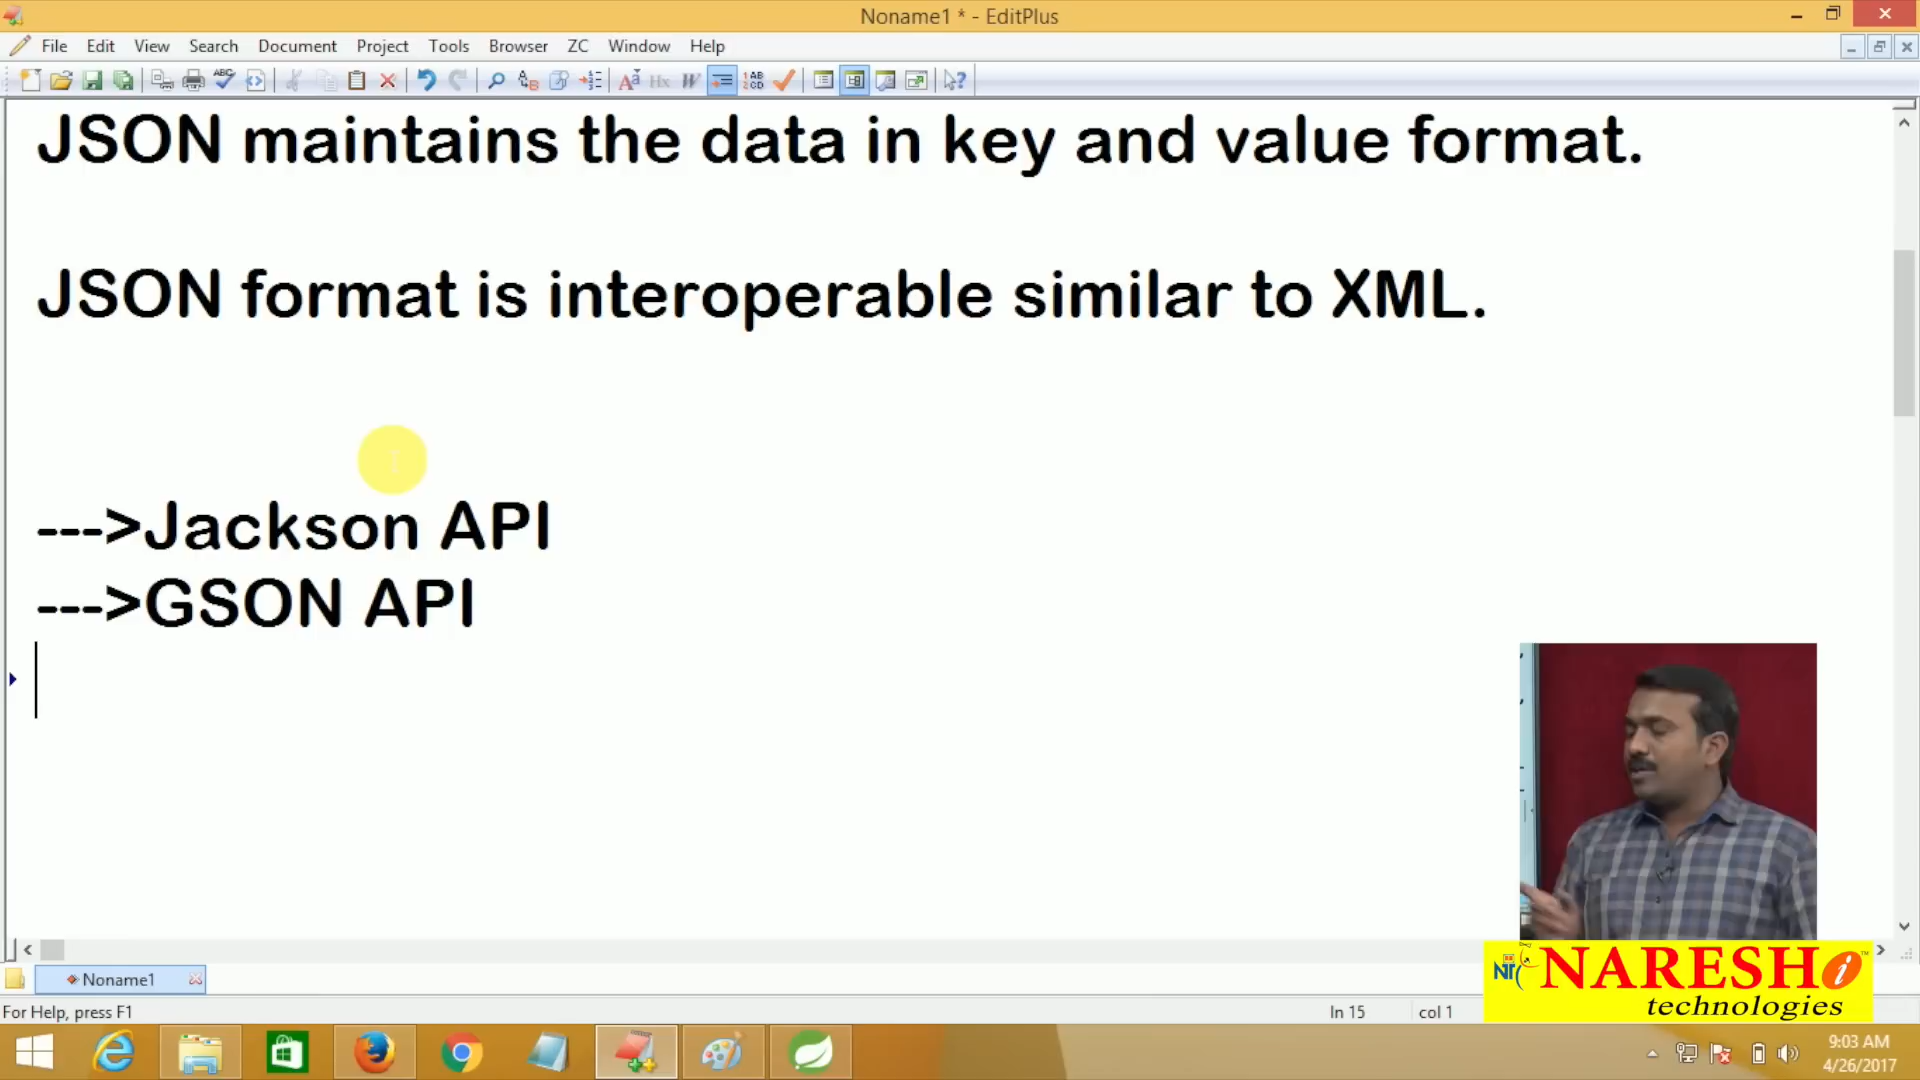 Noname1 * - EditPlus
File Edit View Search Document Project Tools Browser ZC Window Help
JSON maintains the data in key and value format.
JSON format is interoperable similar to XML.
--->Jackson API
--->GSON API
Noname1
For Help, press F1
ln 15
col 1
NARESH i
technologies
9:03 AM
4/26/2017